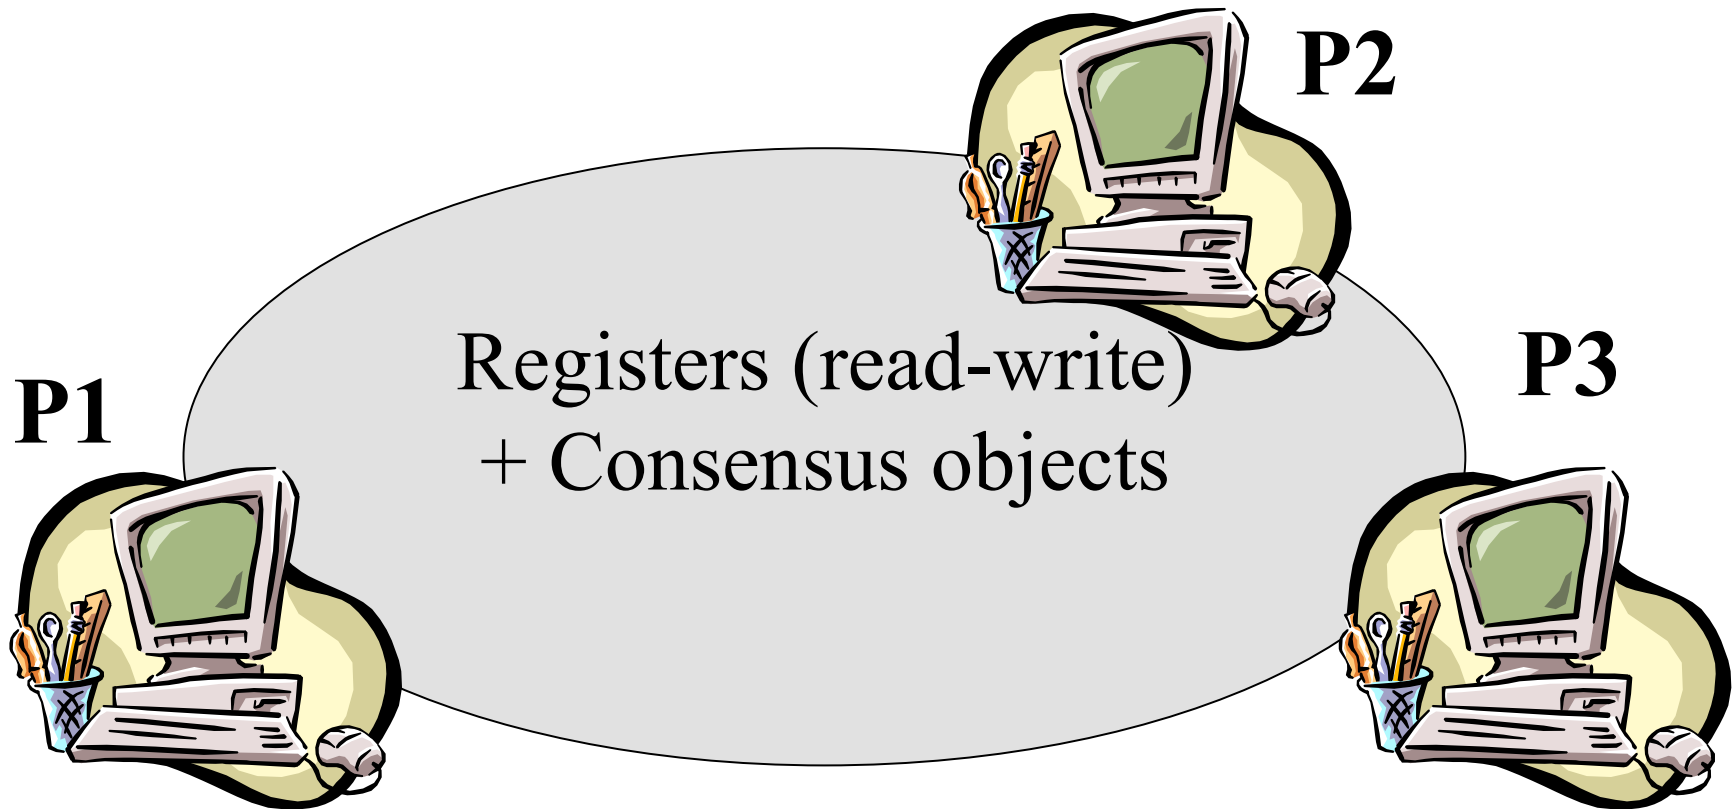 P2
Registers (read-write)
+ Consensus objects
P3
P1